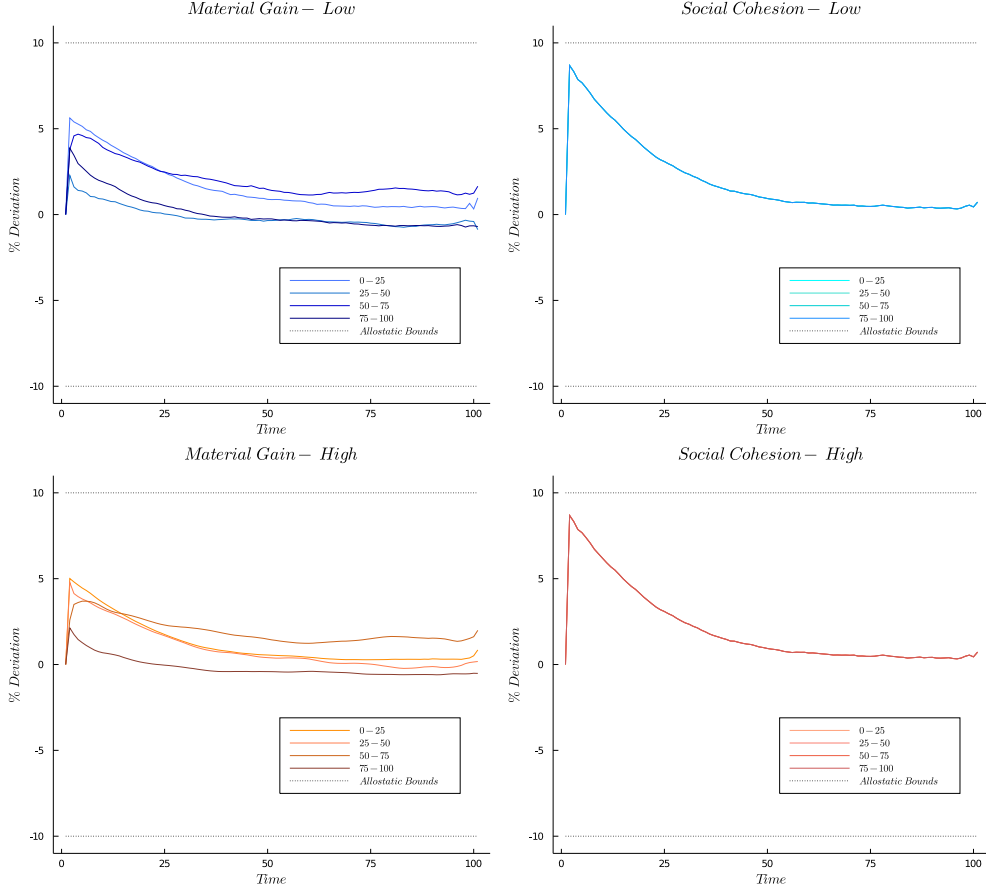 Material Gain− Low
10
5
0
-5
-10
% Deviation
0 − 25
25 − 50
50 − 75
75 − 100
Allostatic Bounds
0
25
50
75
100
Time
Social Cohesion− Low
10
5
0
-5
-10
% Deviation
0 − 25
25 − 50
50 − 75
75 − 100
Allostatic Bounds
0
25
50
75
100
Time
Material Gain− High
10
5
0
-5
-10
% Deviation
0 − 25
25 − 50
50 − 75
75 − 100
Allostatic Bounds
0
25
50
75
100
Time
Social Cohesion− High
10
5
0
-5
-10
% Deviation
0 − 25
25 − 50
50 − 75
75 − 100
Allostatic Bounds
0
25
50
75
100
Time